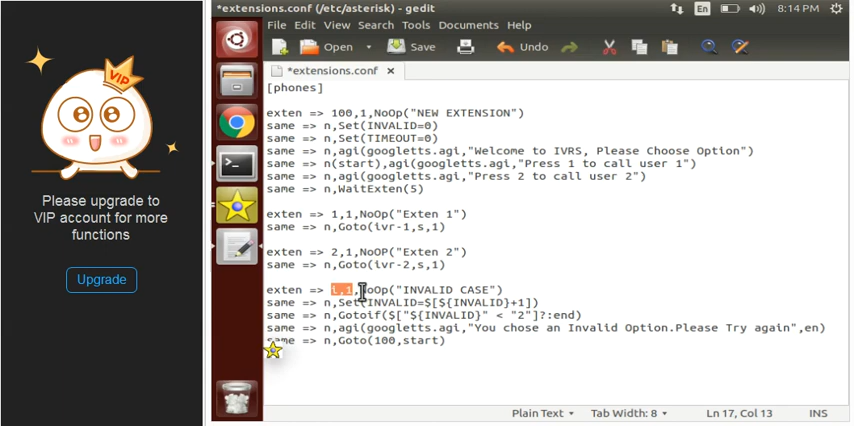 VIP
Please upgrade to
VIP account for more
functions
Upgrade
*extensions.conf (/etc/asterisk) - gedit
En
8:14 PM
File Edit View Search Tools Documents Help
Open
Save
Undo
*extensions.conf ×
[phones]
exten => 100,1,NoOp("NEW EXTENSION")
same => n,Set(INVALID=0)
same => n,Set(TIMEOUT=0)
same => n,agi(googletts.agi,"Welcome to IVRS, Please Choose Option")
same => n(start),agi(googletts.agi,"Press 1 to call user 1")
same => n,agi(googletts.agi,"Press 2 to call user 2")
same => n,WaitExten(5)
exten => 1,1,NoOp("Exten 1")
same => n,Goto(ivr-1,s,1)
exten => 2,1,NoOP("Exten 2")
same => n,Goto(ivr-2,s,1)
exten => i,1,NoOp("INVALID CASE")
same => n,Set(INVALID=$[${INVALID}+1])
same => n,Gotoif($["${INVALID}" < "2"]?:end)
same => n,agi(googletts.agi,"You chose an Invalid Option.Please Try again",en)
same => n,Goto(100,start)
Plain Text
Tab Width: 8
Ln 17, Col 13
INS